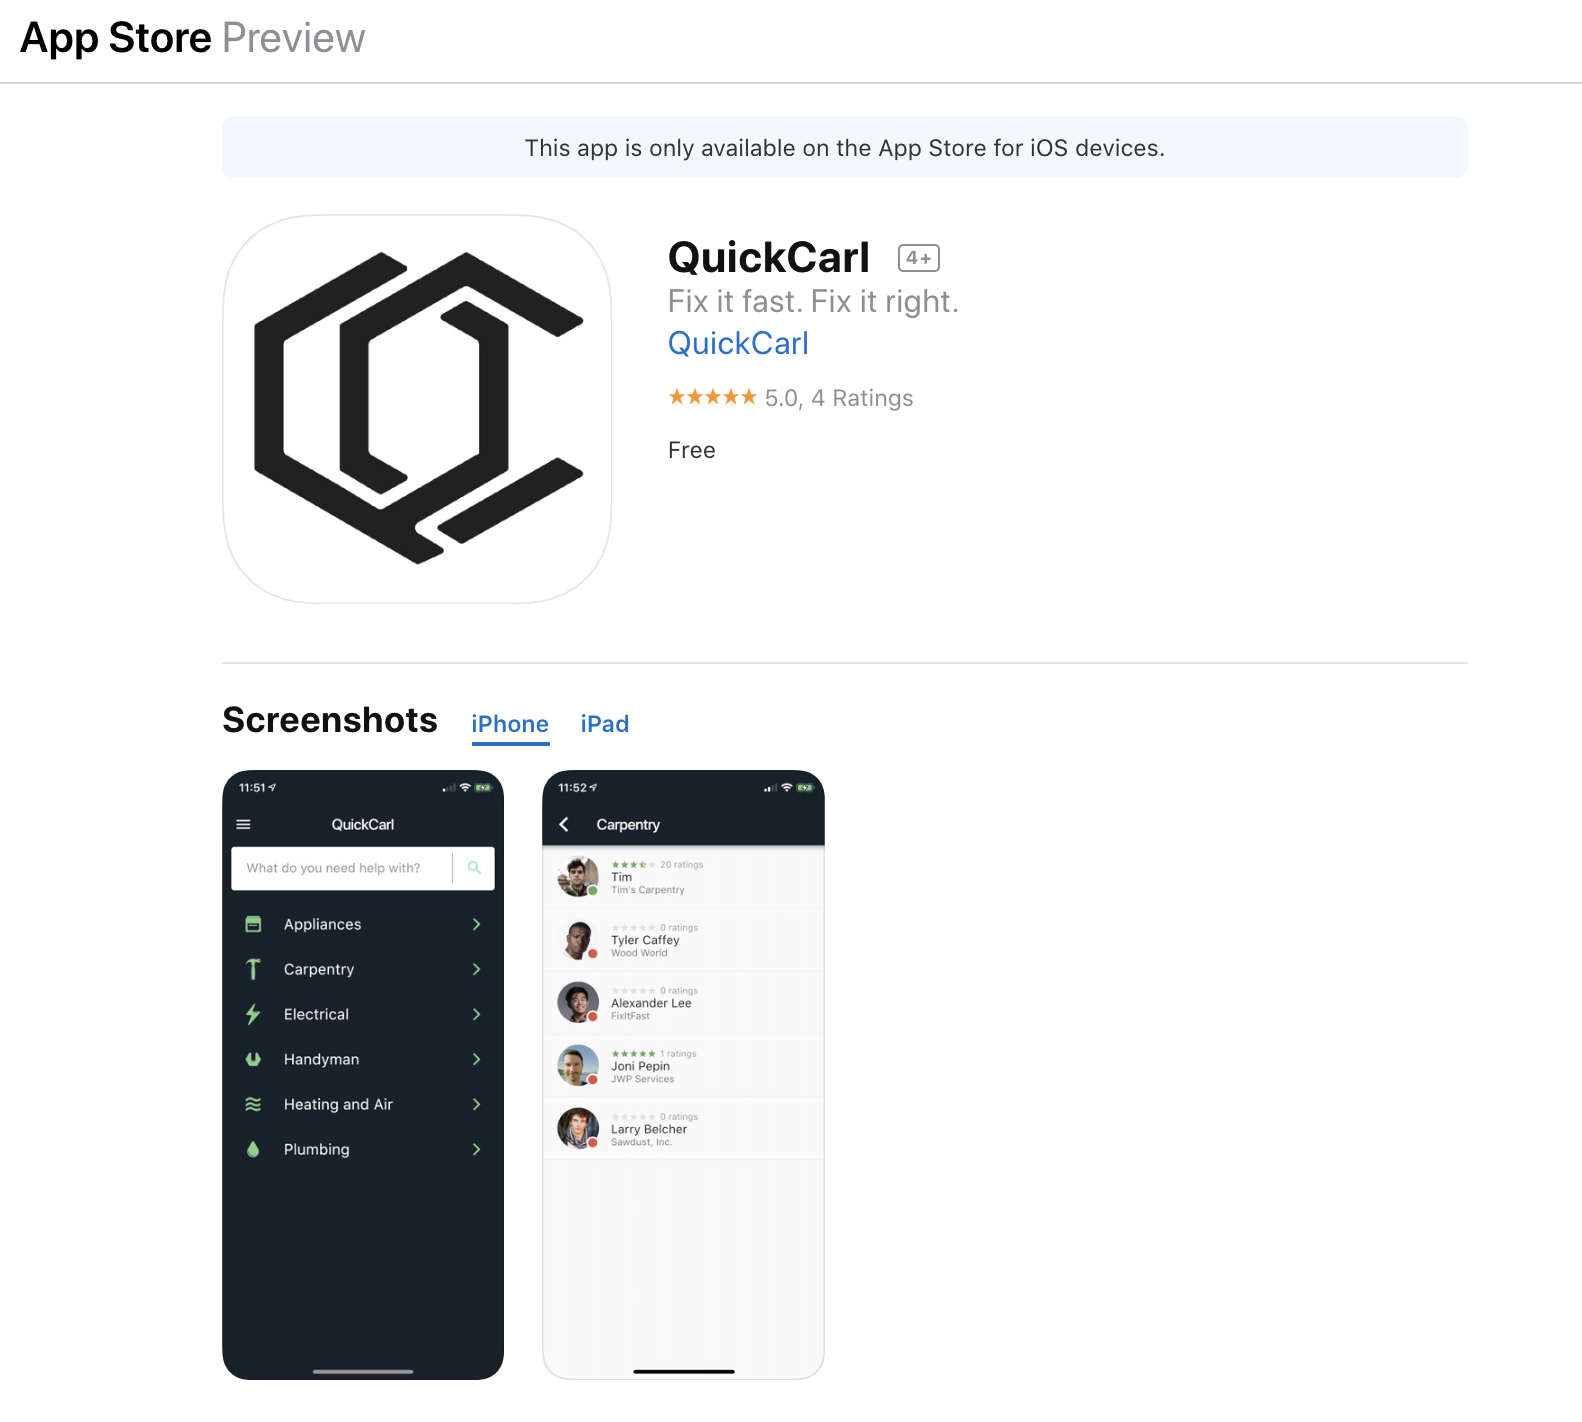 App Store Preview
This app is only available on the App Store for iOS devices.
QuickCarl 4+
Fix it fast. Fix it right.
QuickCarl
★★★★★ 5.0, 4 Ratings
Free
Screenshots iPhone iPad
11:51
QuickCarl
What do you need help with?
Appliances
Carpentry
Electrical
Handyman
Heating and Air
Plumbing
11:52
Carpentry
20 ratings
Tim
Tim's Carpentry
0 ratings
Tyler Caffey
Wood World
0 ratings
Alexander Lee
FixItFast
1 ratings
Joni Pepin
JWP Services
0 ratings
Larry Belcher
Sawdust, Inc.